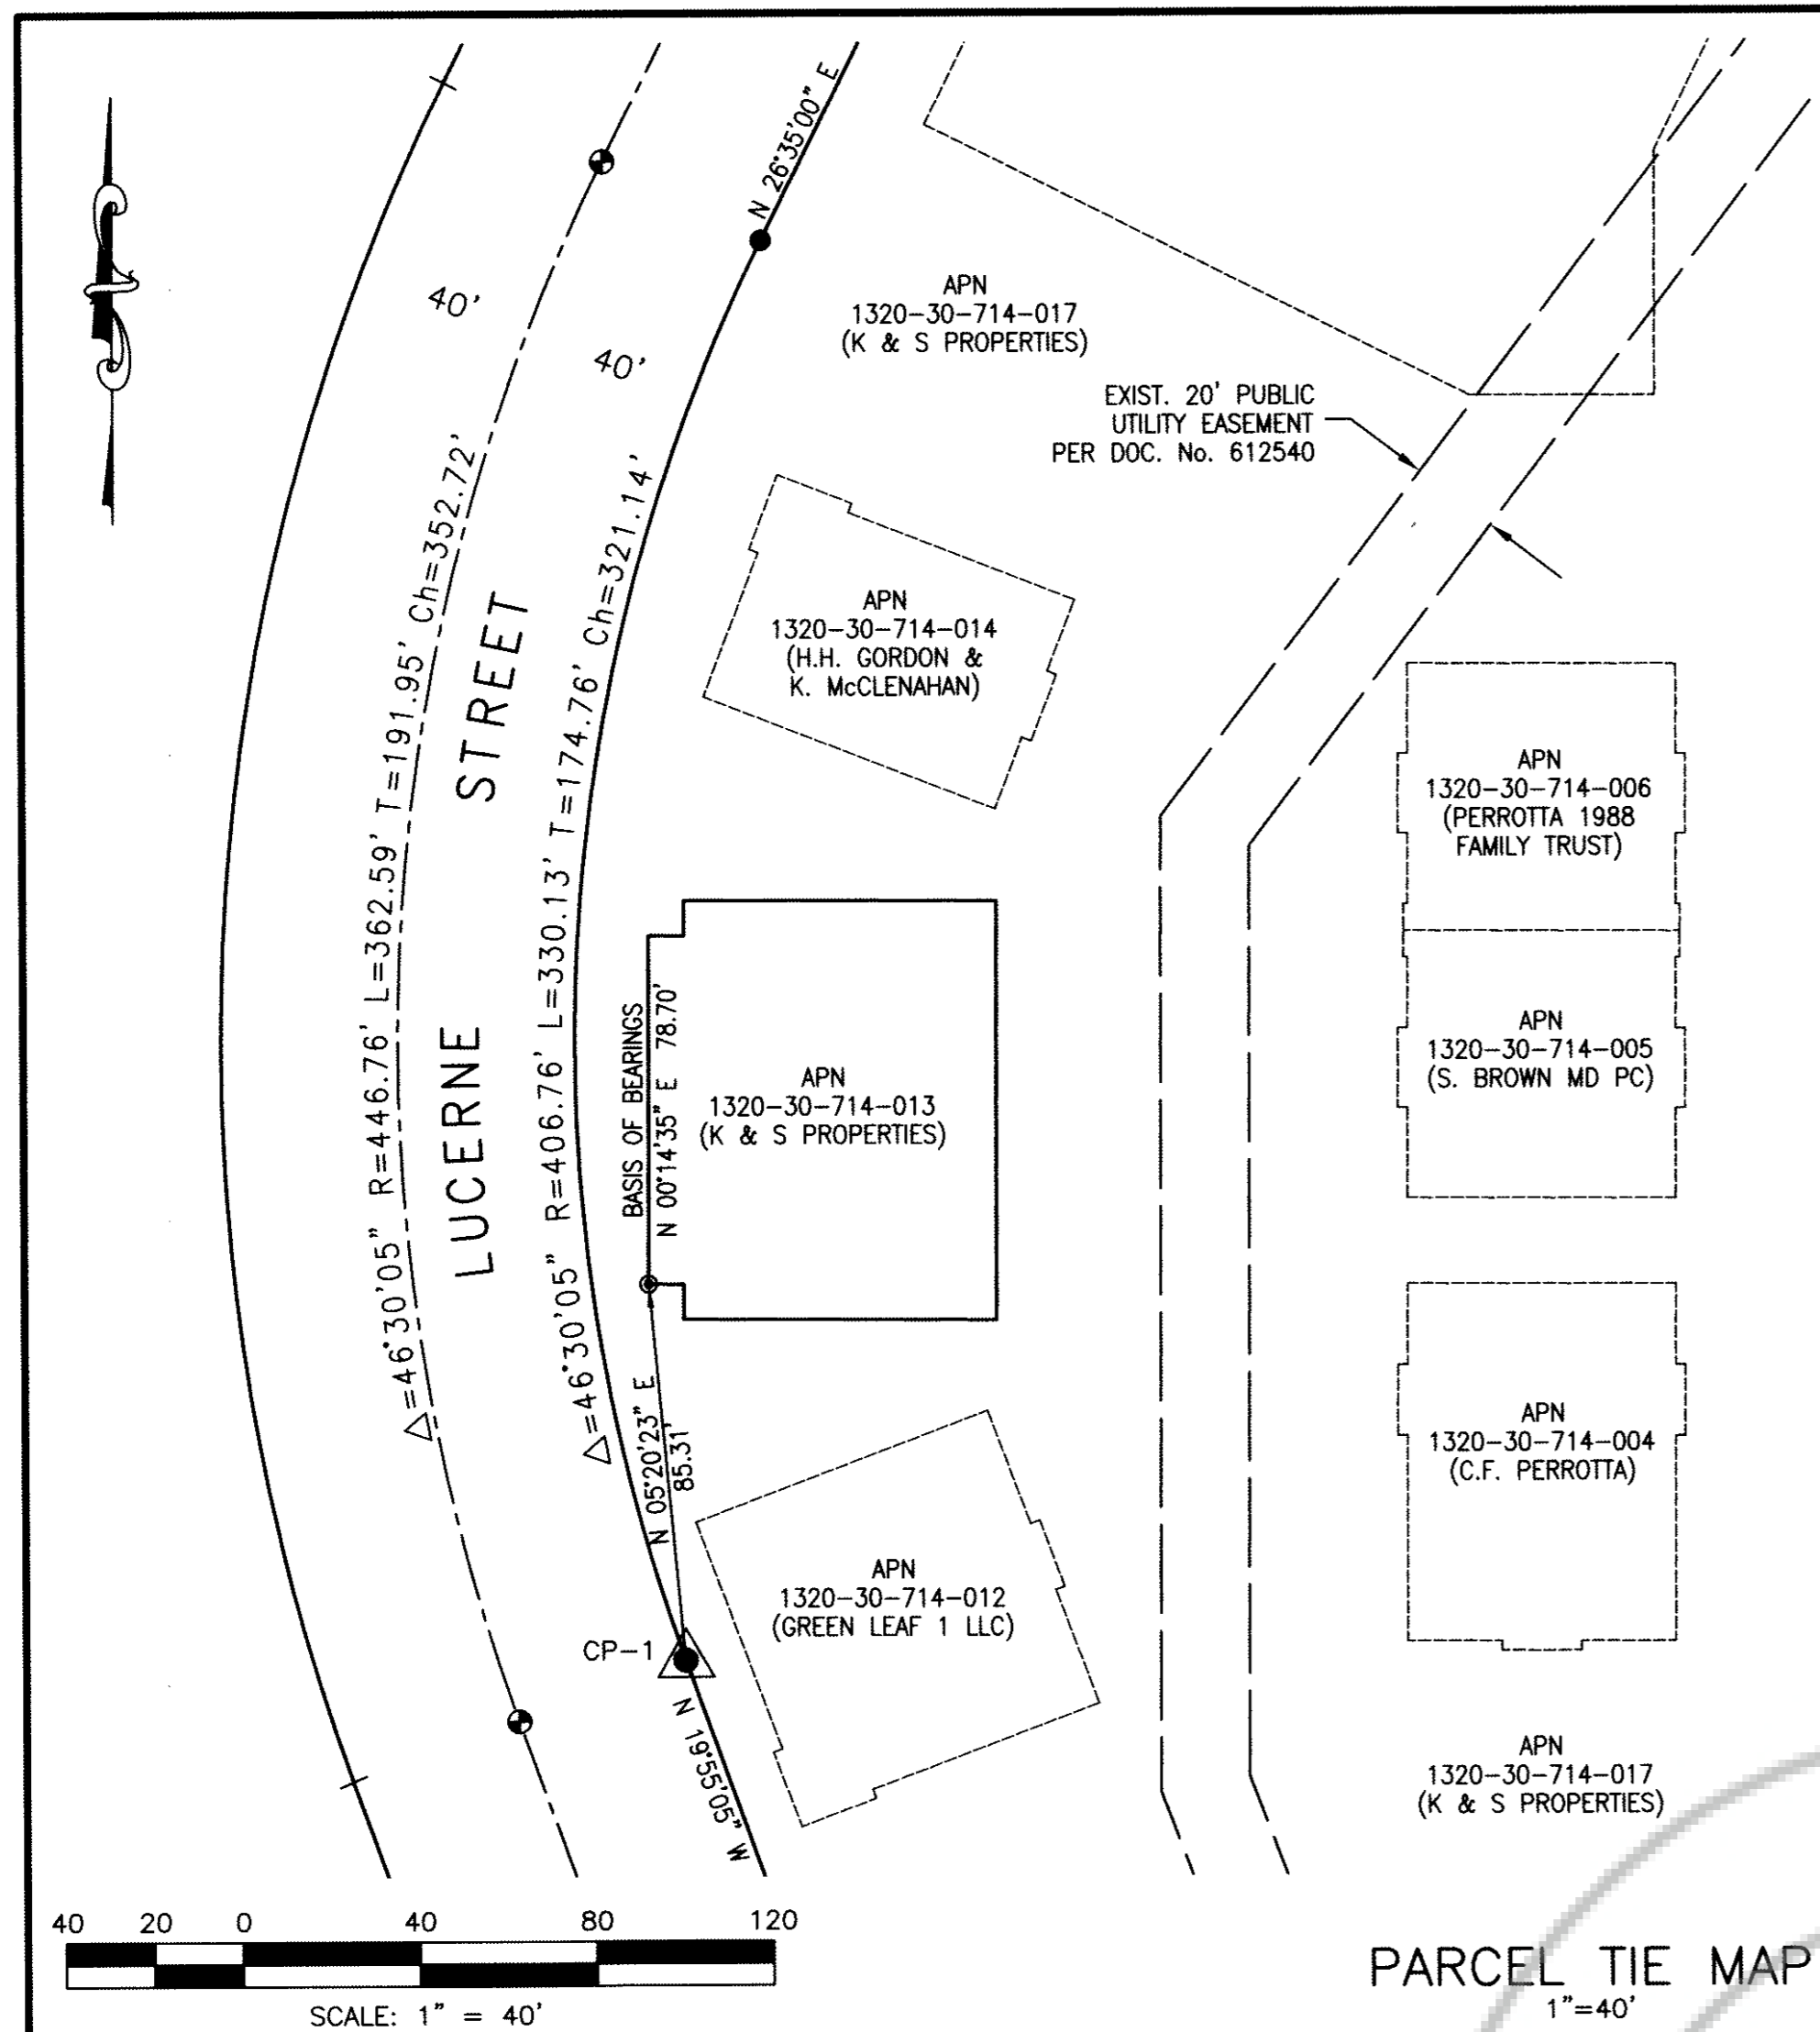 N 26°35'00" E
40'
40'
APN
1320-30-714-017
(K & S PROPERTIES)
EXIST. 20' PUBLIC
UTILITY EASEMENT
PER DOC. No. 612540
△=46°30'05" R=446.76' L=362.59' T=191.95' Ch=352.72'
LUCERNE STREET
△=46°30'05" R=406.76' L=330.13' T=174.76' Ch=321.14'
APN
1320-30-714-014
(H.H. GORDON &
K. McCLENAHAN)
APN
1320-30-714-006
(PERROTTA 1988
FAMILY TRUST)
BASIS OF BEARINGS
N 00°14'35" E 78.70'
APN
1320-30-714-013
(K & S PROPERTIES)
APN
1320-30-714-005
(S. BROWN MD PC)
N 05°20'23" E
85.31'
APN
1320-30-714-004
(C.F. PERROTTA)
APN
1320-30-714-012
(GREEN LEAF 1 LLC)
CP-1
N 19°55'05" W
APN
1320-30-714-017
(K & S PROPERTIES)
40 20 0 40 80 120
SCALE: 1" = 40'
PARCEL TIE MAP
1"=40'